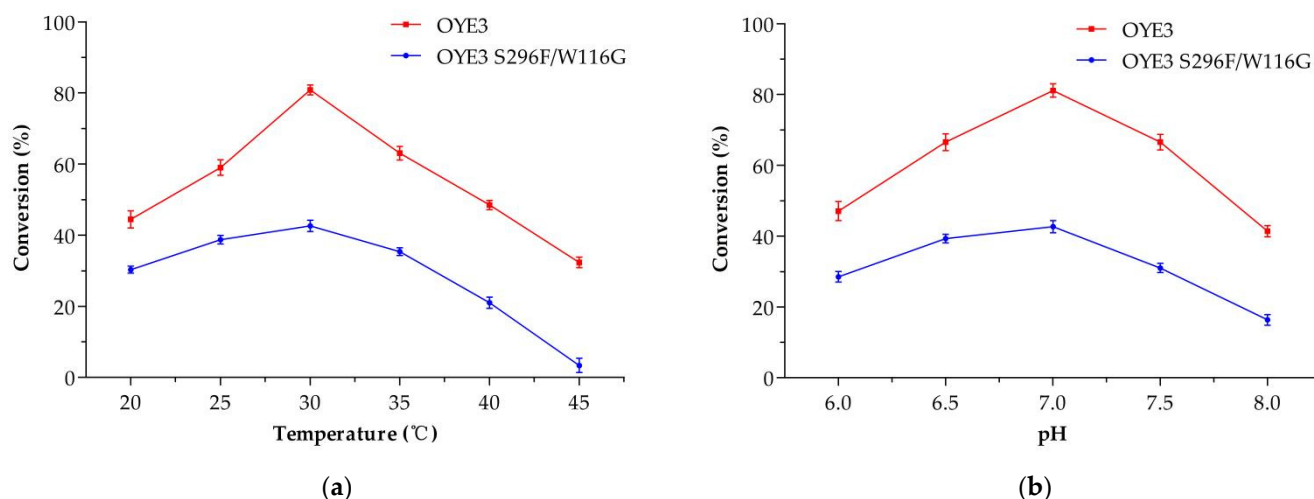 OYE3
OYE3 S296F/W116G
Conversion (%)
100
80
60
40
20
0
20 25 30 35 40 45
Temperature (℃)
(a)
OYE3
OYE3 S296F/W116G
Conversion (%)
100
80
60
40
20
0
6.0 6.5 7.0 7.5 8.0
pH
(b)